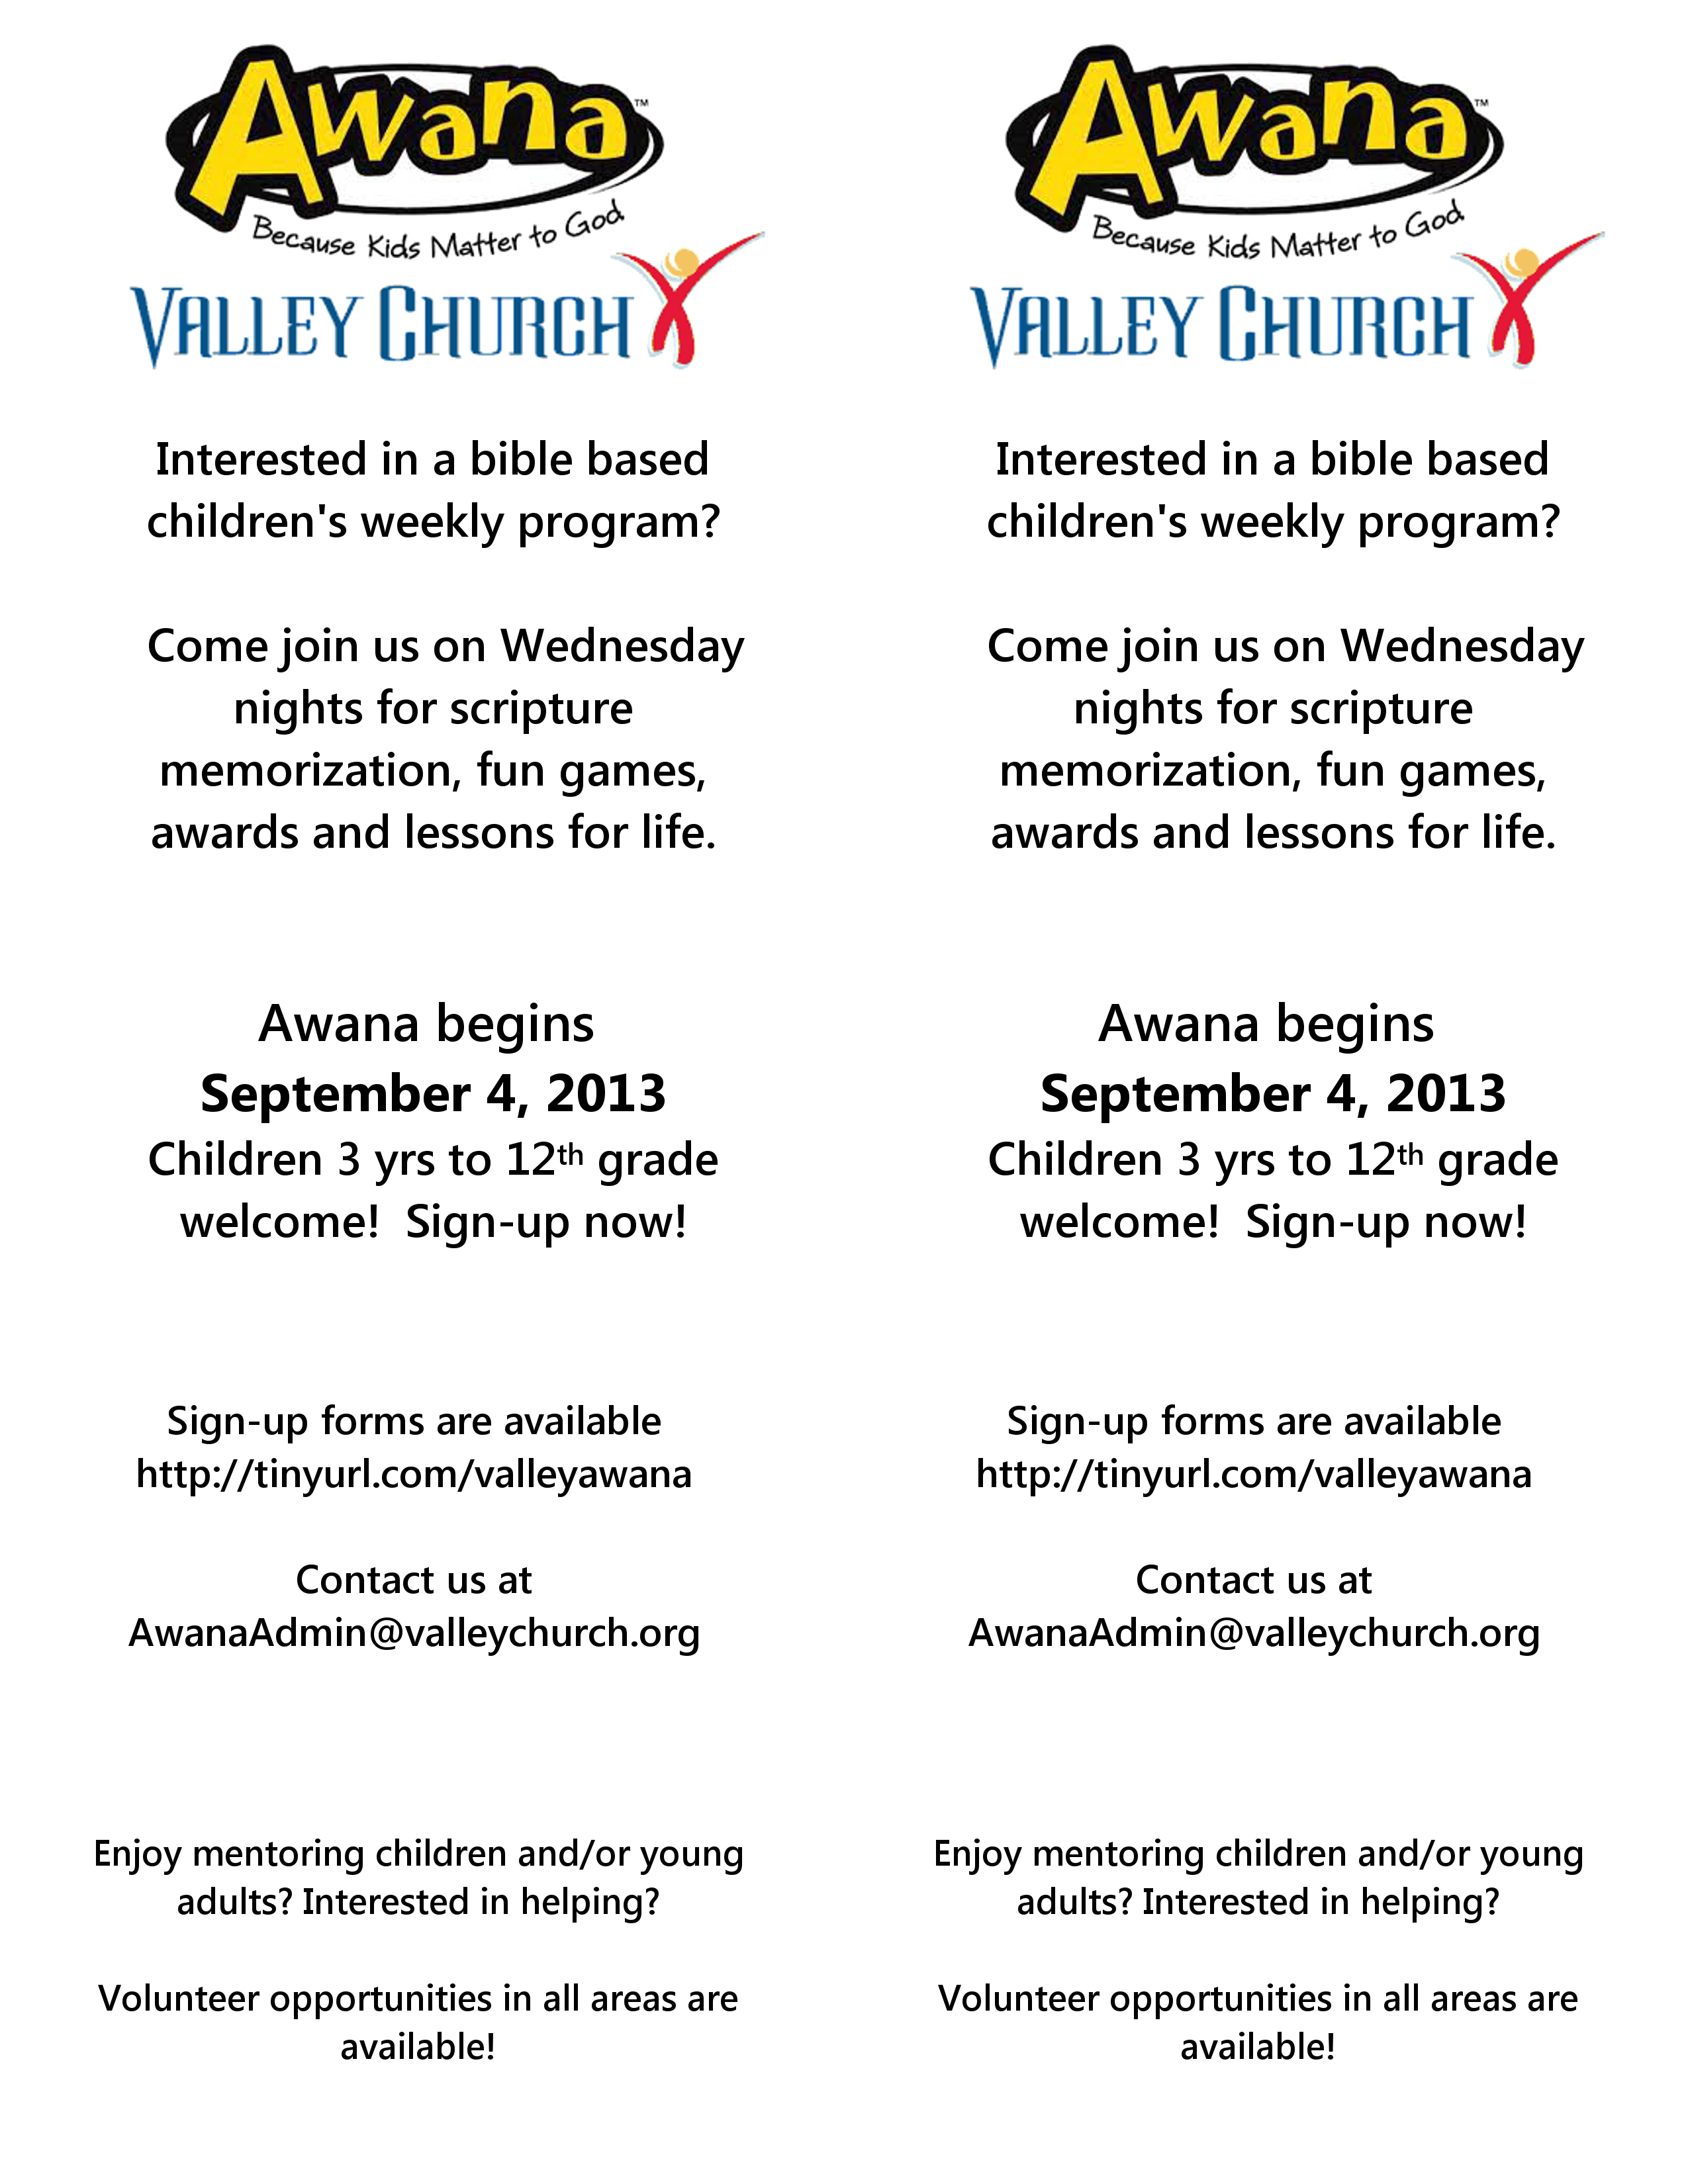 Awana™
Because Kids Matter to God
VALLEY CHURCH
Interested in a bible based
children's weekly program?
Come join us on Wednesday
nights for scripture
memorization, fun games,
awards and lessons for life.
Awana begins
September 4, 2013
Children 3 yrs to 12th grade
welcome!  Sign-up now!
Sign-up forms are available
http://tinyurl.com/valleyawana
Contact us at
AwanaAdmin@valleychurch.org
Enjoy mentoring children and/or young
adults? Interested in helping?
Volunteer opportunities in all areas are
available!
Awana™
Because Kids Matter to God
VALLEY CHURCH
Interested in a bible based
children's weekly program?
Come join us on Wednesday
nights for scripture
memorization, fun games,
awards and lessons for life.
Awana begins
September 4, 2013
Children 3 yrs to 12th grade
welcome!  Sign-up now!
Sign-up forms are available
http://tinyurl.com/valleyawana
Contact us at
AwanaAdmin@valleychurch.org
Enjoy mentoring children and/or young
adults? Interested in helping?
Volunteer opportunities in all areas are
available!